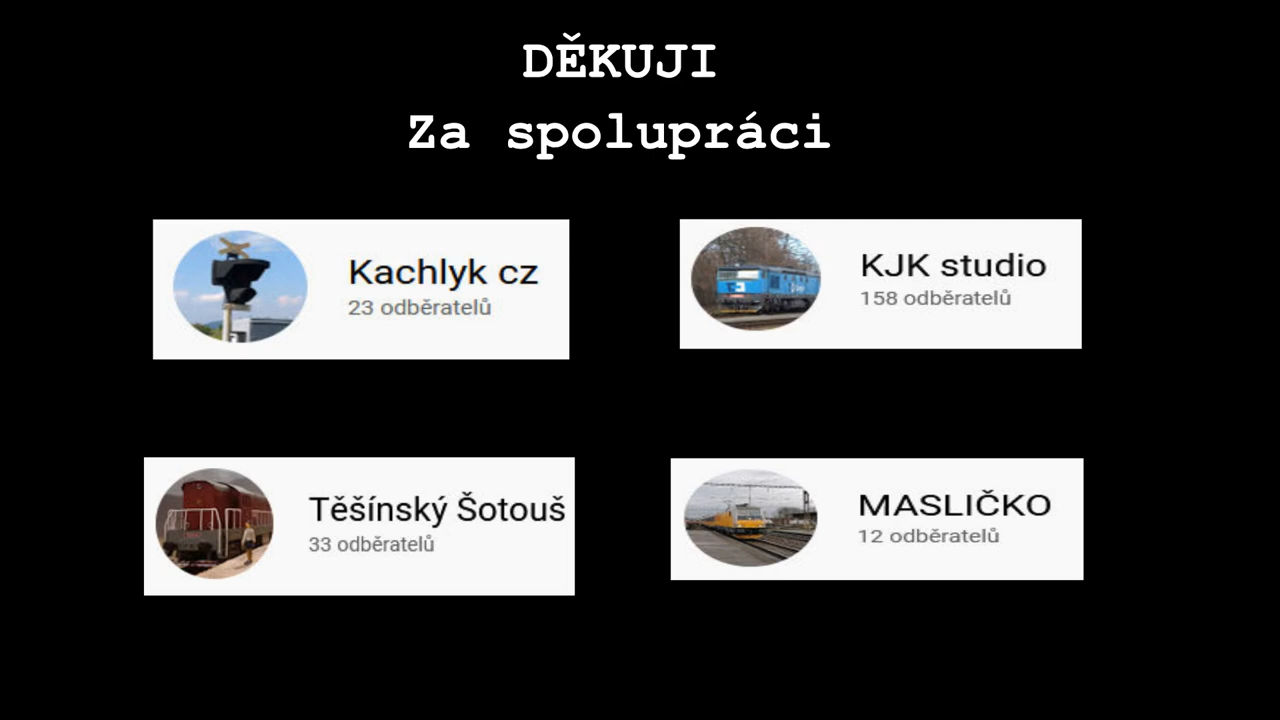 DĚKUJI
Za spolupráci
Kachlyk cz
23 odběratelů
KJK studio
158 odběratelů
Těšínský Šotouš
33 odběratelů
MASLIČKO
12 odběratelů